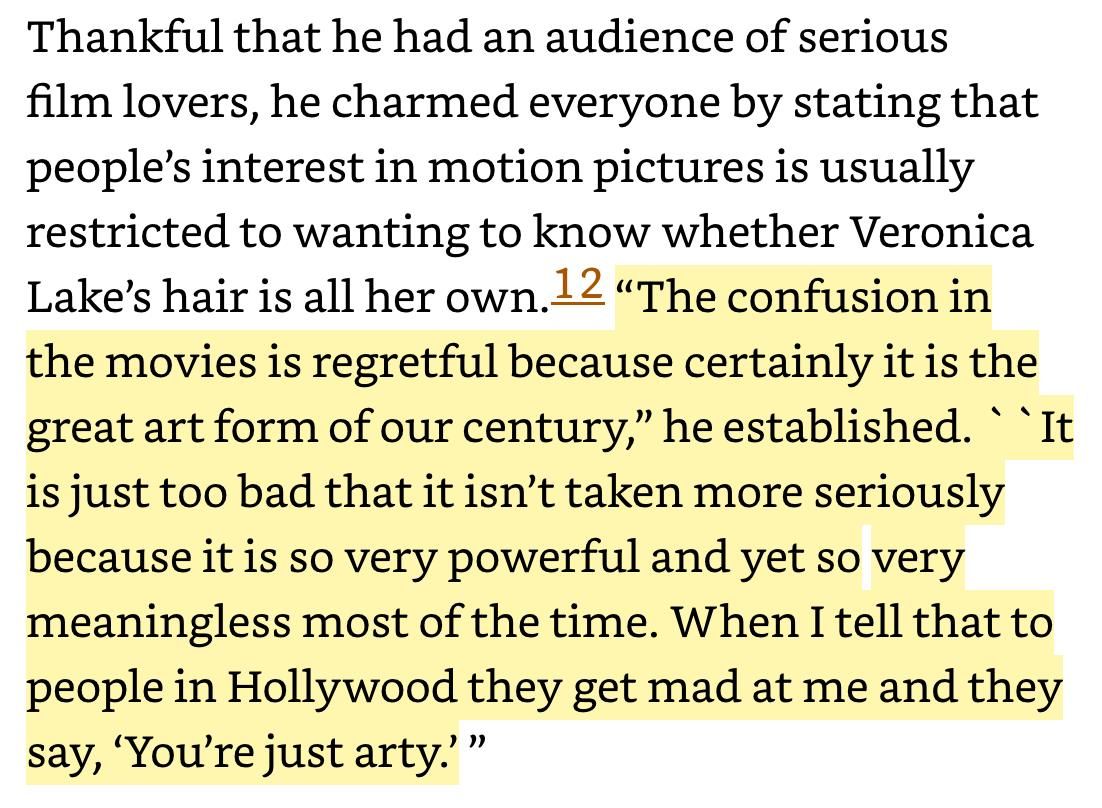 Thankful that he had an audience of serious
film lovers, he charmed everyone by stating that
people’s interest in motion pictures is usually
restricted to wanting to know whether Veronica
Lake’s hair is all her own.12 “The confusion in
the movies is regretful because certainly it is the
great art form of our century,” he established. ``It
is just too bad that it isn’t taken more seriously
because it is so very powerful and yet so very
meaningless most of the time. When I tell that to
people in Hollywood they get mad at me and they
say, ‘You’re just arty.’ ”